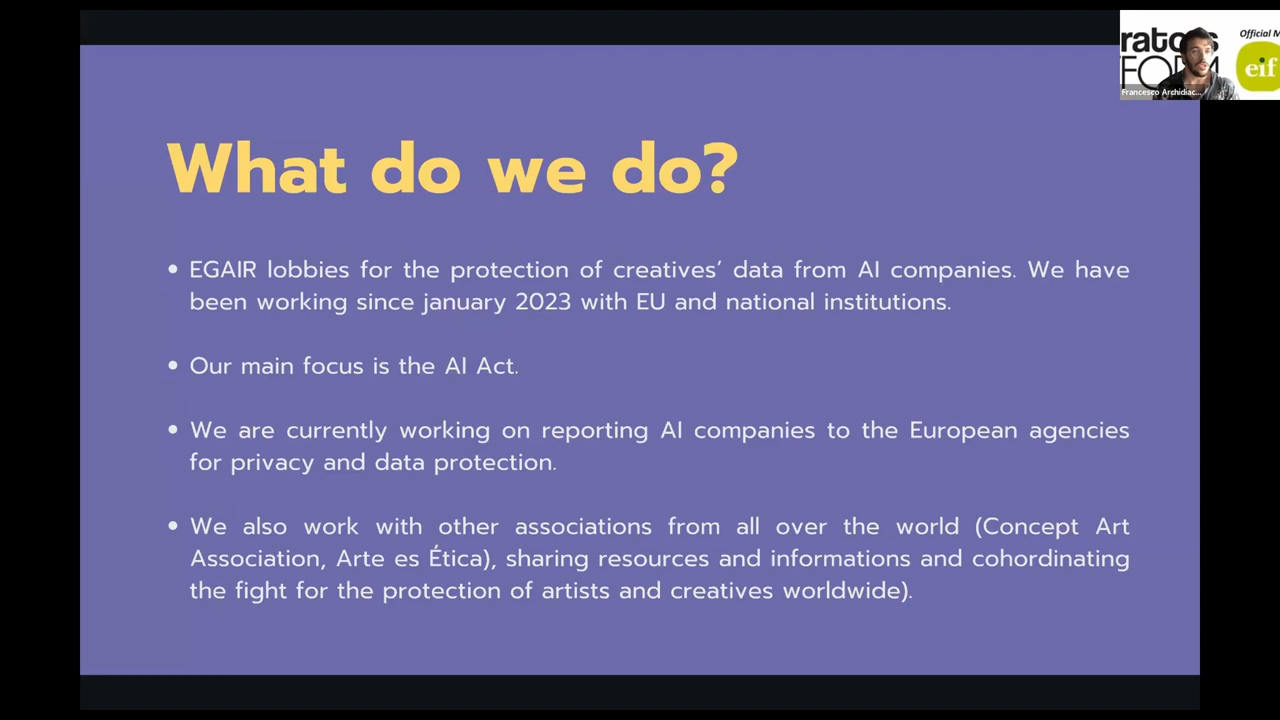 What do we do?
• EGAIR lobbies for the protection of creatives’ data from AI companies. We have
been working since january 2023 with EU and national institutions.
• Our main focus is the AI Act.
• We are currently working on reporting AI companies to the European agencies
for privacy and data protection.
• We also work with other associations from all over the world (Concept Art
Association, Arte es Ética), sharing resources and informations and cohordinating
the fight for the protection of artists and creatives worldwide).
Official M
eif
Francesco Archidiac...